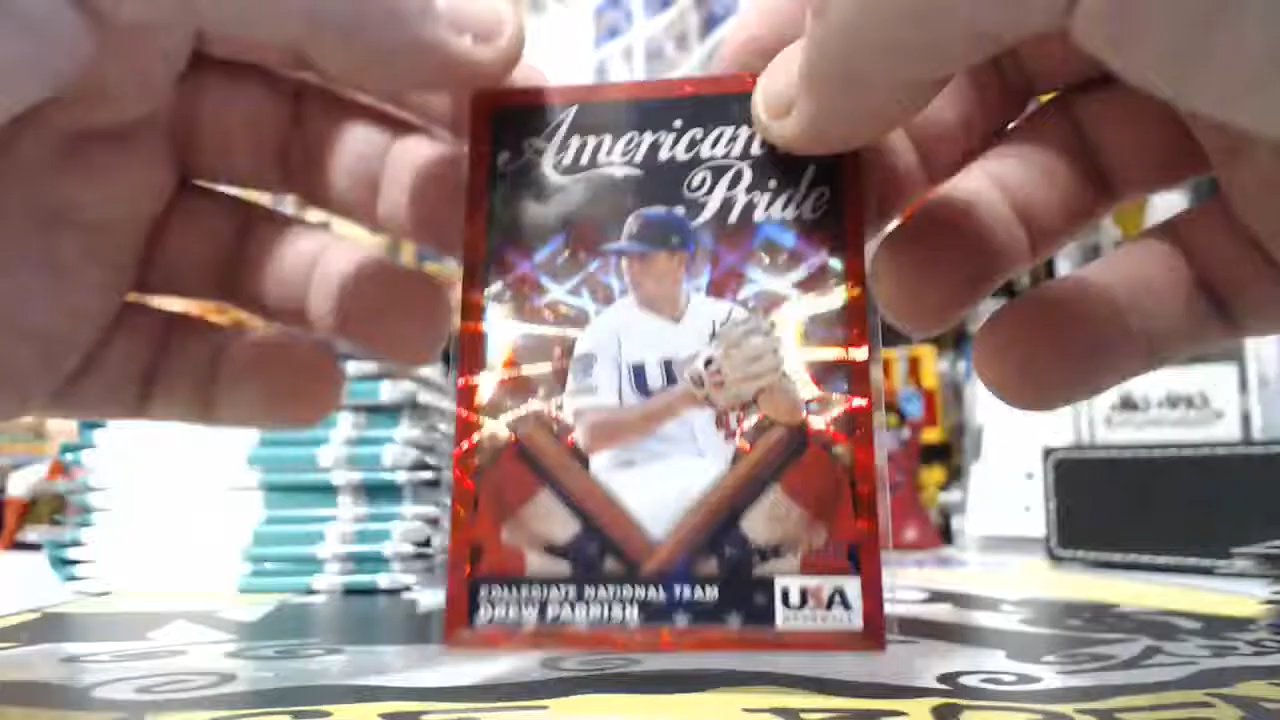 American
Pride
U
COLLEGIATE NATIONAL TEAM
DREW PARRISH
USA
BASEBALL